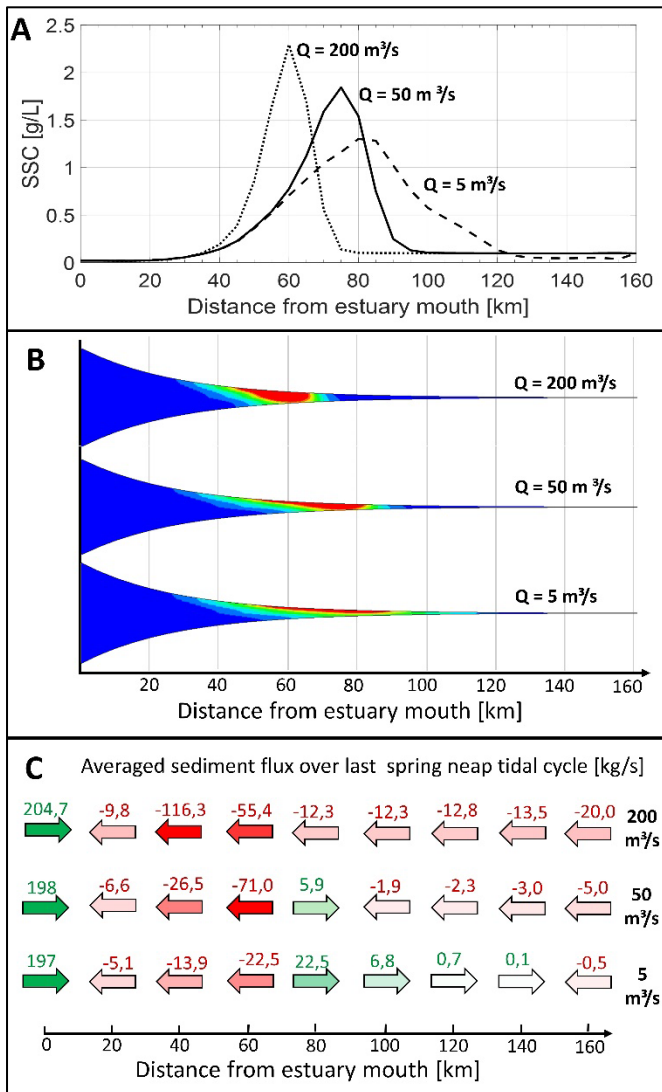 A
2.5
2
1.5
1
0.5
0
SSC [g/L]
Q = 200 m³/s
Q = 50 m³/s
Q = 5 m³/s
0 20 40 60 80 100 120 140 160
Distance from estuary mouth [km]
B
Q = 200 m³/s
Q = 50 m³/s
Q = 5 m³/s
20 40 60 80 100 120 140 160
Distance from estuary mouth [km]
C
Averaged sediment flux over last spring neap tidal cycle [kg/s]
204,7 -9,8 -116,3 -55,4 -12,3 -12,3 -12,8 -13,5 -20,0
200
m³/s
198 -6,6 -26,5 -71,0 5,9 -1,9 -2,3 -3,0 -5,0
50
m³/s
197 -5,1 -13,9 -22,5 22,5 6,8 0,7 0,1 -0,5
5
m³/s
0 20 40 60 80 100 120 140 160
Distance from estuary mouth [km]